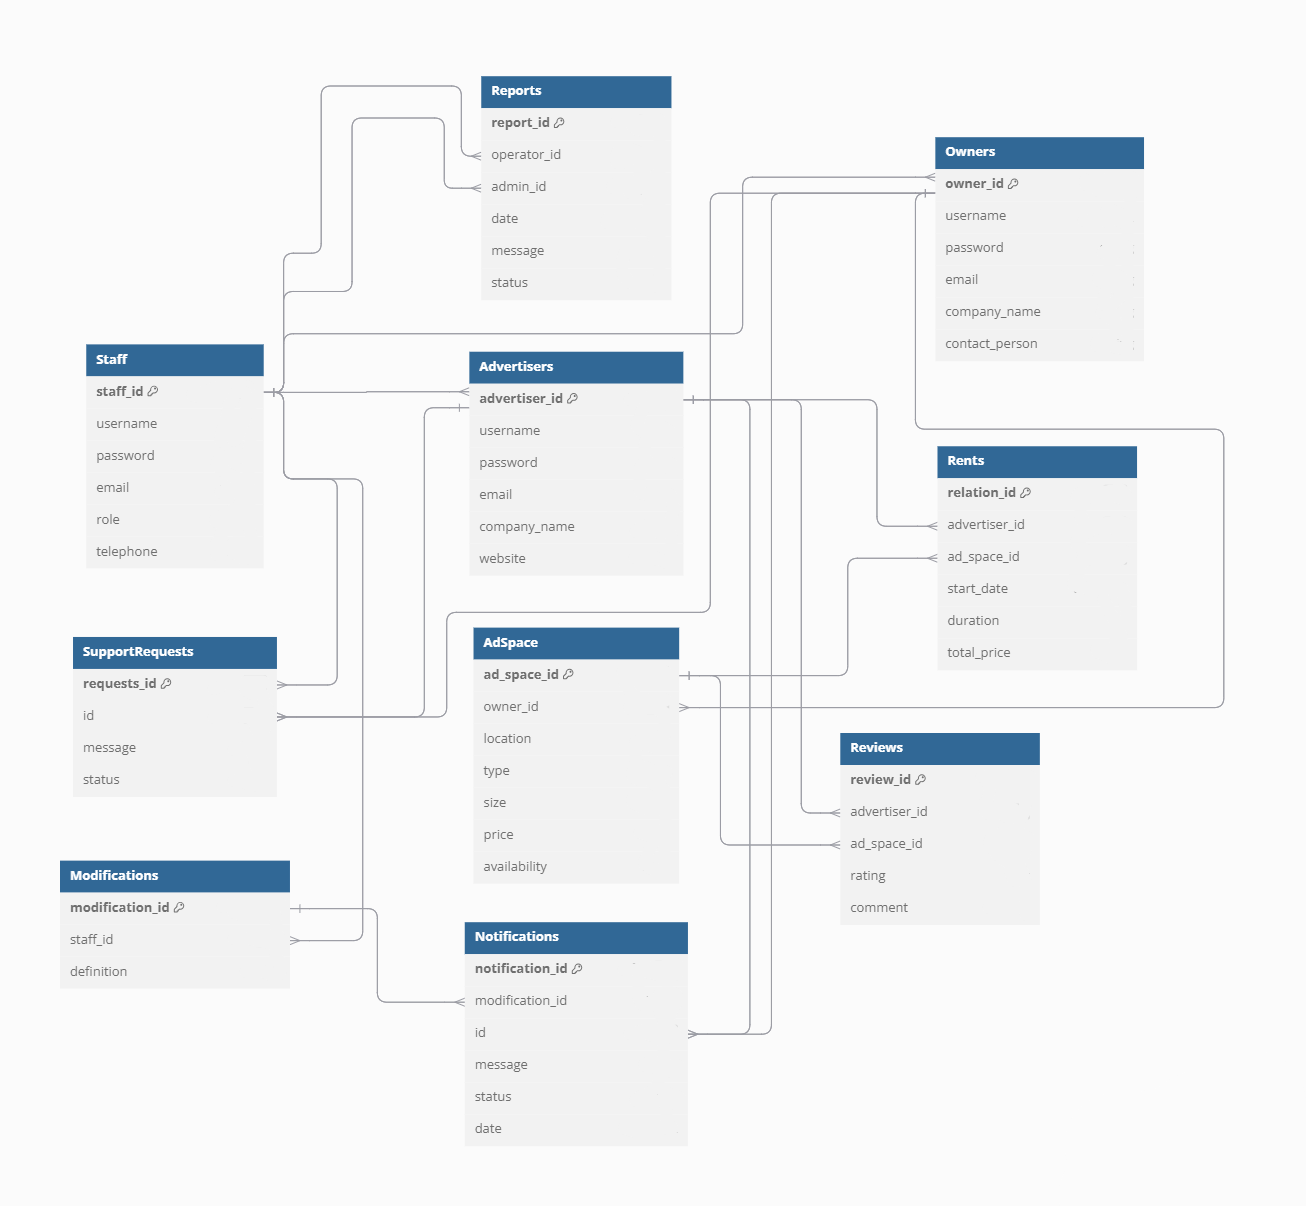 Reports
report_id
operator_id
admin_id
date
message
status
Owners
owner_id
username
password
email
company_name
contact_person
Staff
staff_id
username
password
email
role
telephone
Advertisers
advertiser_id
username
password
email
company_name
website
Rents
relation_id
advertiser_id
ad_space_id
start_date
duration
total_price
SupportRequests
requests_id
id
message
status
AdSpace
ad_space_id
owner_id
location
type
size
price
availability
Reviews
review_id
advertiser_id
ad_space_id
rating
comment
Modifications
modification_id
staff_id
definition
Notifications
notification_id
modification_id
id
message
status
date